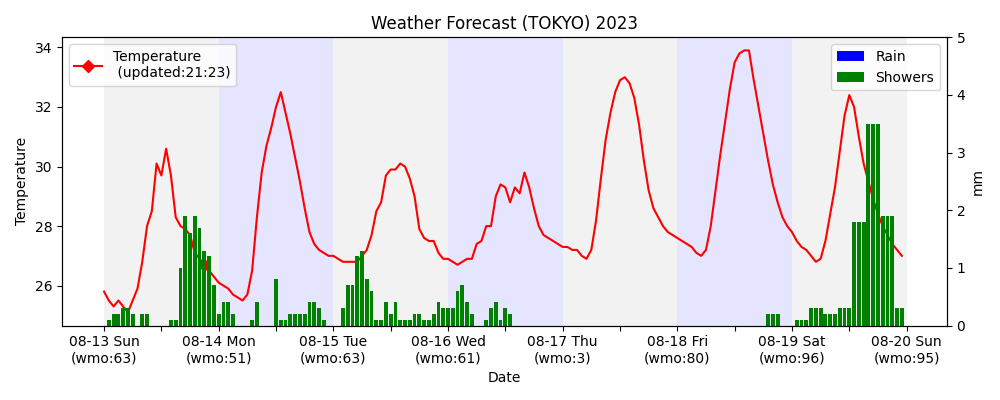 Weather Forecast (TOKYO) 2023
Temperature
(updated:21:23)
Rain
Showers
34
32
30
28
26
Temperature
5
4
3
2
1
0
mm
08-13 Sun
(wmo:63)
08-14 Mon
(wmo:51)
08-15 Tue
(wmo:63)
08-16 Wed
(wmo:61)
08-17 Thu
(wmo:3)
08-18 Fri
(wmo:80)
08-19 Sat
(wmo:96)
08-20 Sun
(wmo:95)
Date